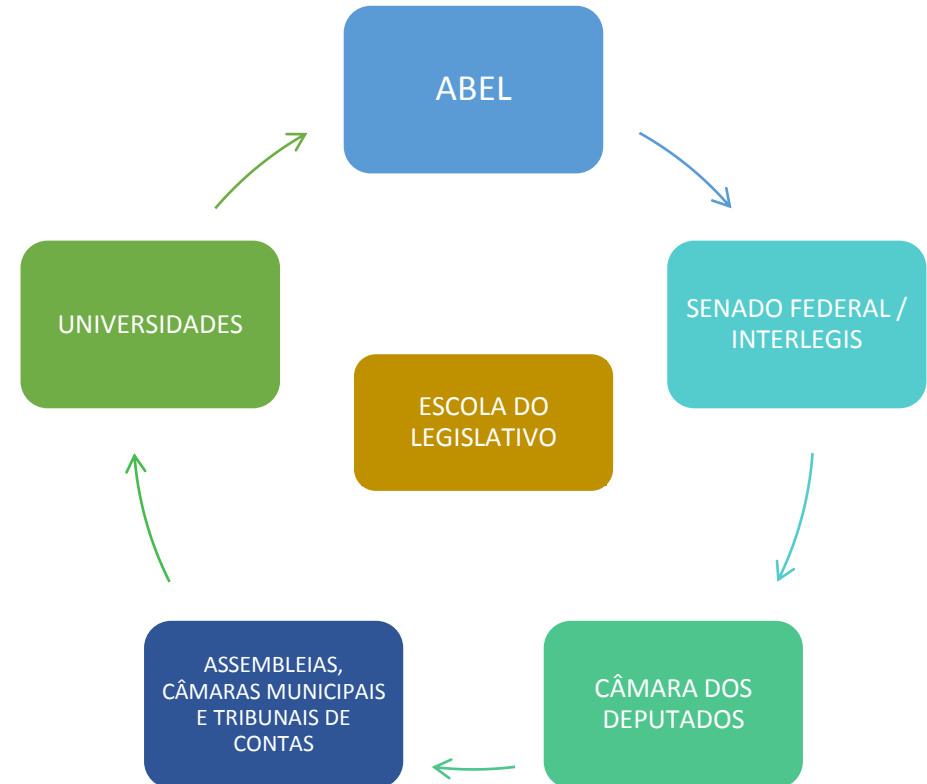 ABEL
SENADO FEDERAL /
INTERLEGIS
UNIVERSIDADES
ESCOLA DO
LEGISLATIVO
CÂMARA DOS
DEPUTADOS
ASSEMBLEIAS,
CÂMARAS MUNICIPAIS
E TRIBUNAIS DE
CONTAS